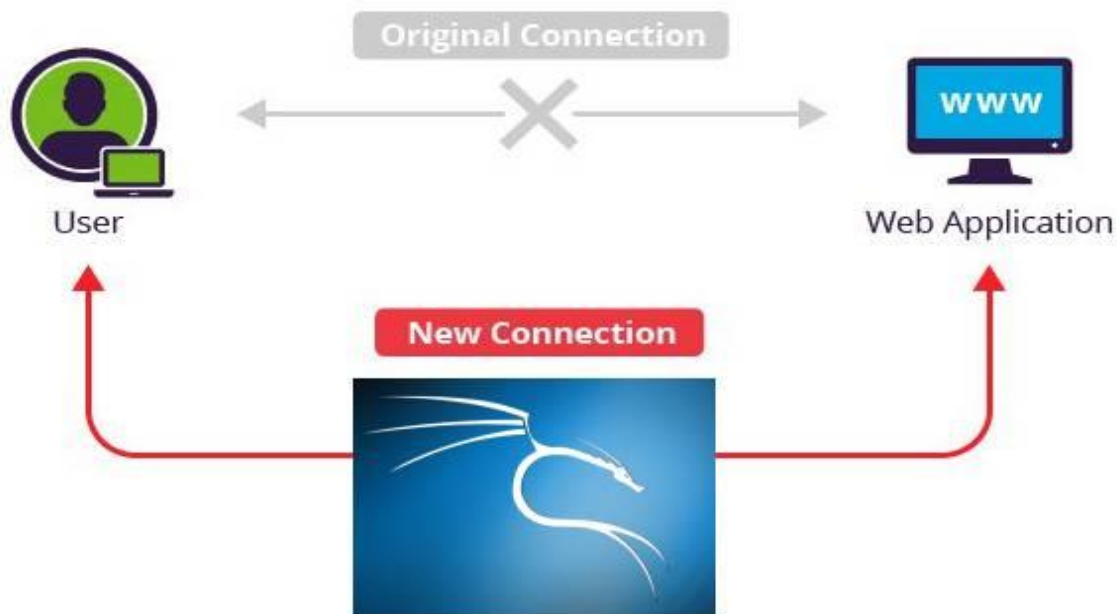 Original Connection
www
User
Web Application
New Connection